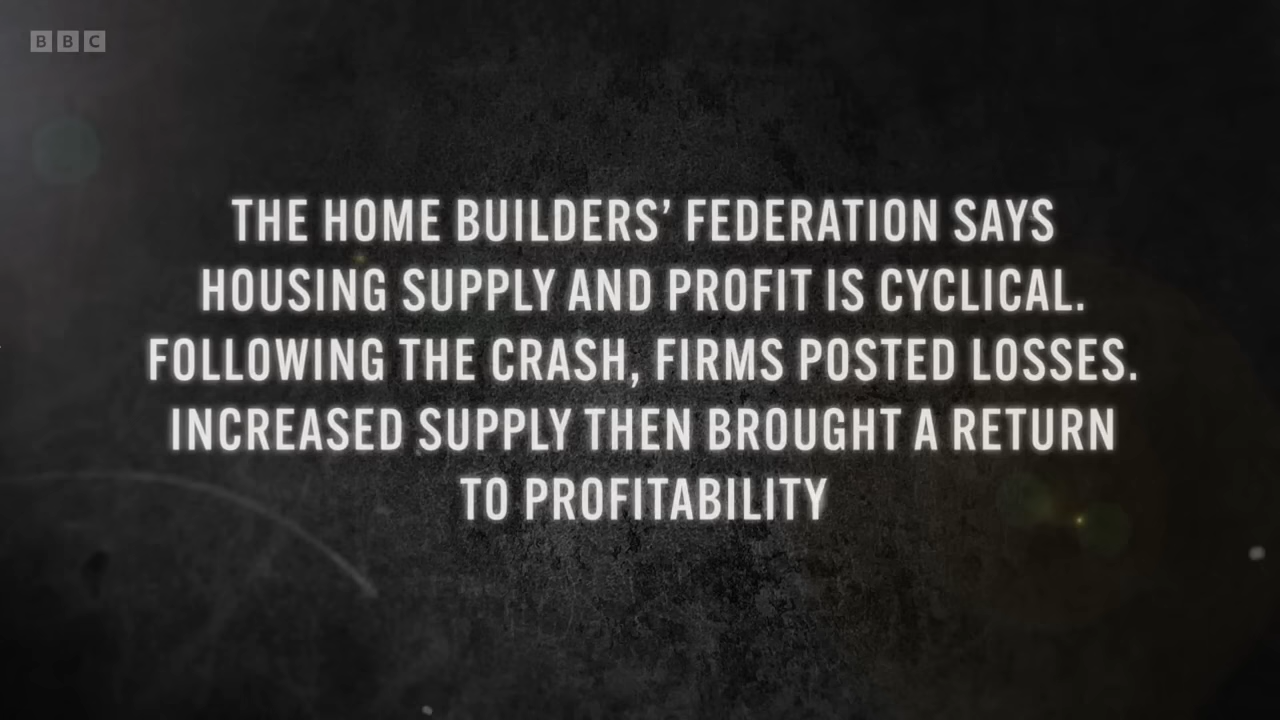 BBC
THE HOME BUILDERS’ FEDERATION SAYS
HOUSING SUPPLY AND PROFIT IS CYCLICAL.
FOLLOWING THE CRASH, FIRMS POSTED LOSSES.
INCREASED SUPPLY THEN BROUGHT A RETURN
TO PROFITABILITY